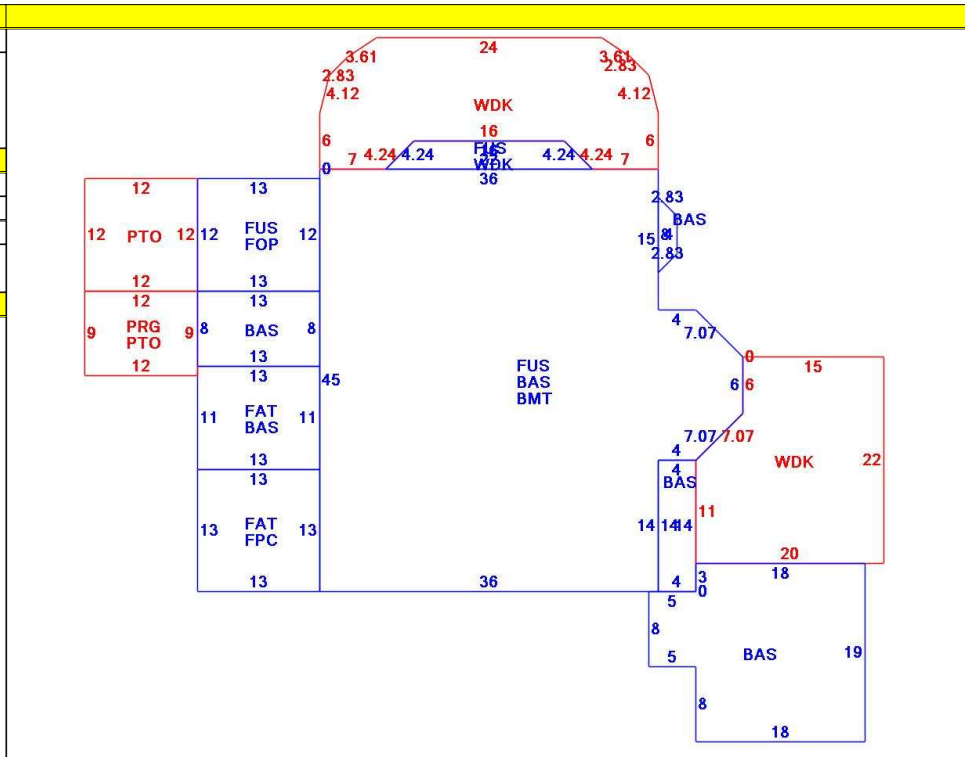 24
3.61 3.61
2.83 2.83
4.12 4.12
WDK
6 16 6
FUS
7 4.24 4.24 4.24 4.24 7
WDK
0 36
12 13 2.83
BAS
12 PTO 12 12 FUS 12
FOP
15 8 4
2.83
12 13
12 13
4
9 PRG 9 8 BAS 8 7.07
PTO
0
12 13 15
13 45 FUS
BAS
BMT
6 6
11 FAT 11
BAS
7.07 7.07
4
13 4 WDK 22
13 BAS
11
13 FAT 13 14 14 14
FPC
20
13 36 4 3 18
5 0
8
BAS 19
5
8
18